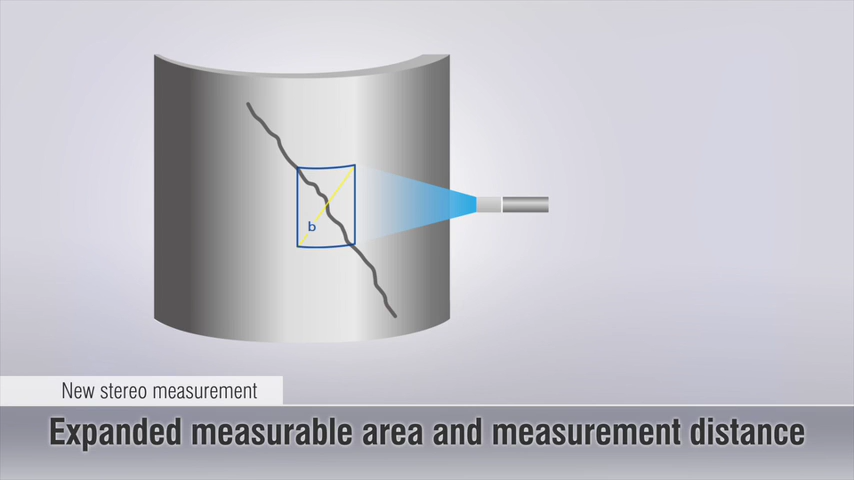 b
New stereo measurement
Expanded measurable area and measurement distance